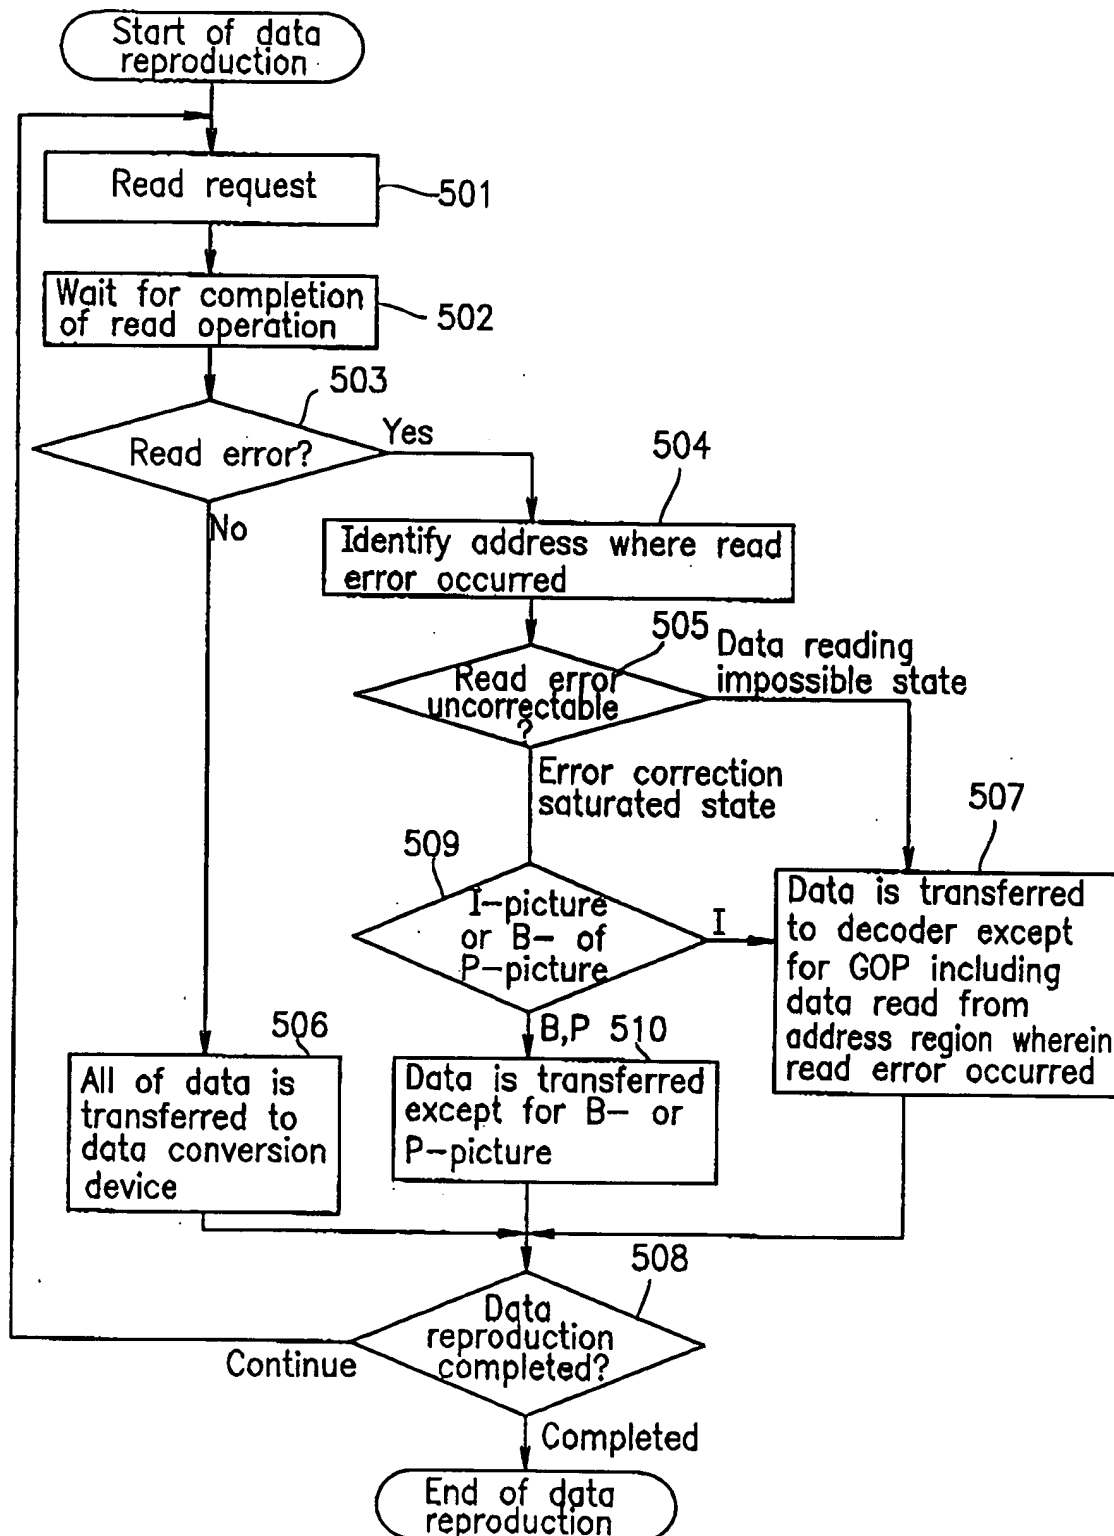 Start of data
reproduction
Read request
501
Wait for completion
of read operation
502
503
Read error?
Yes
No
504
Identify address where read
error occurred
505
Data reading
impossible state
Read error
uncorrectable
?
Error correction
saturated state
507
509
I-picture
or B- of
P-picture
I
Data is transferred
to decoder except
for GOP including
data read from
address region wherein
read error occurred
B,P
510
506
All of data is
transferred to
data conversion
device
Data is transferred
except for B- or
P-picture
508
Data
reproduction
completed?
Continue
Completed
End of data
reproduction